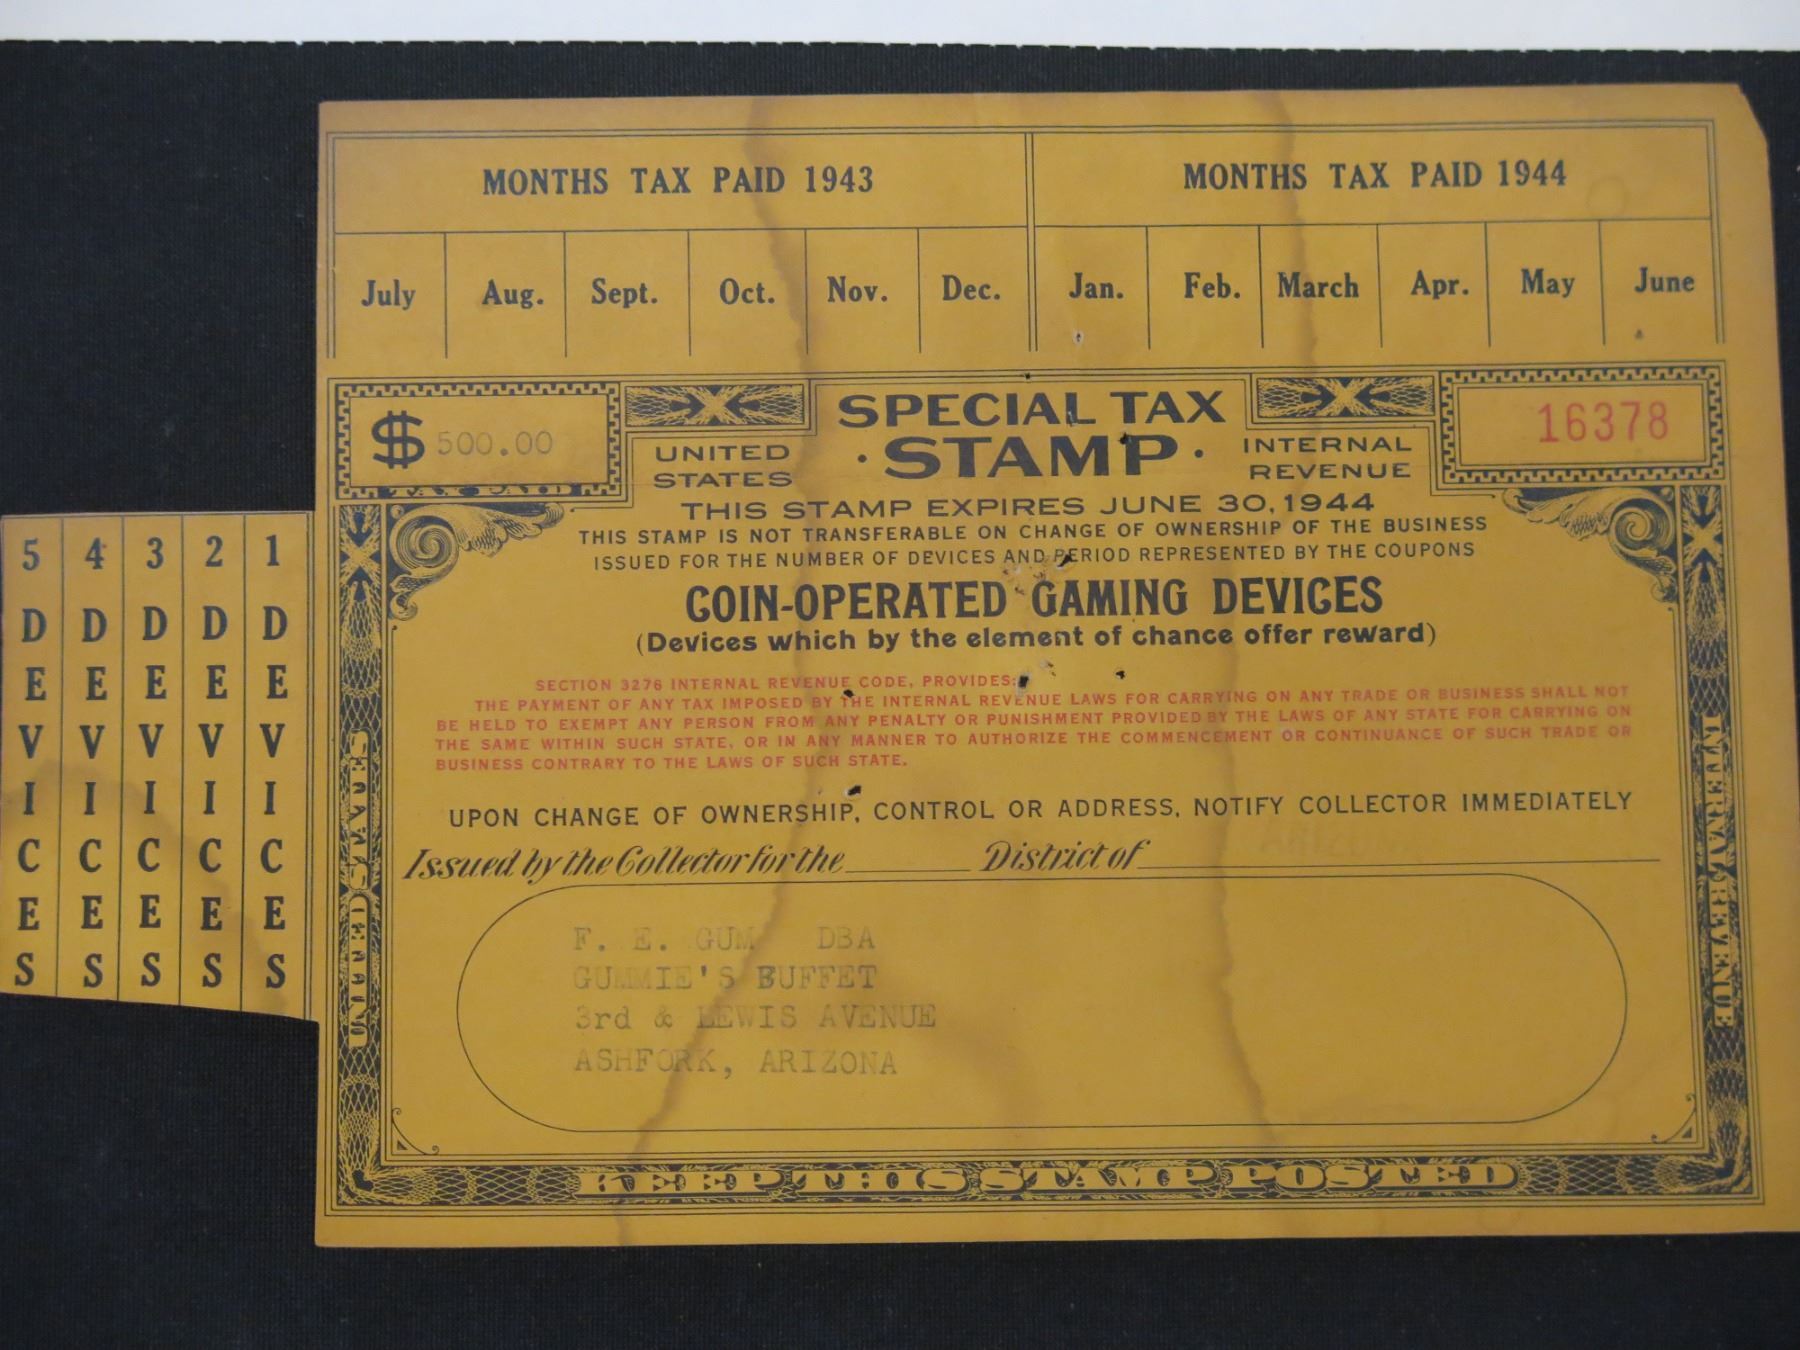 MONTHS TAX PAID 1943
MONTHS TAX PAID 1944
July Aug. Sept. Oct. Nov. Dec. Jan. Feb. March Apr. May June
$ 500.00
TAX PAID
UNITED STATES
SPECIAL TAX
· STAMP ·
INTERNAL REVENUE
16378
THIS STAMP EXPIRES JUNE 30, 1944
THIS STAMP IS NOT TRANSFERABLE ON CHANGE OF OWNERSHIP OF THE BUSINESS
ISSUED FOR THE NUMBER OF DEVICES AND PERIOD REPRESENTED BY THE COUPONS
COIN-OPERATED GAMING DEVICES
(Devices which by the element of chance offer reward)
SECTION 3276 INTERNAL REVENUE CODE, PROVIDES:
THE PAYMENT OF ANY TAX IMPOSED BY THE INTERNAL REVENUE LAWS FOR CARRYING ON ANY TRADE OR BUSINESS SHALL NOT
BE HELD TO EXEMPT ANY PERSON FROM ANY PENALTY OR PUNISHMENT PROVIDED BY THE LAWS OF ANY STATE FOR CARRYING ON
THE SAME WITHIN SUCH STATE, OR IN ANY MANNER TO AUTHORIZE THE COMMENCEMENT OR CONTINUANCE OF SUCH TRADE OR
BUSINESS CONTRARY TO THE LAWS OF SUCH STATE.
UPON CHANGE OF OWNERSHIP, CONTROL OR ADDRESS, NOTIFY COLLECTOR IMMEDIATELY
Issued by the Collector for the District of ARIZONA
F. E. GUM DBA
GUMMIE'S BUFFET
3rd & LEWIS AVENUE
ASHFORK, ARIZONA
UNITED STATES
INTERNAL REVENUE
KEEP THIS STAMP POSTED
5 DEVICES
4 DEVICES
3 DEVICES
2 DEVICES
1 DEVICES